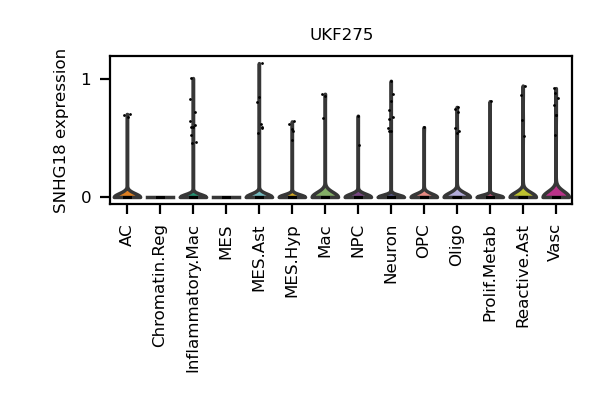 UKF275
SNHG18 expression
1
0
AC
Chromatin.Reg
Inflammatory.Mac
MES
MES.Ast
MES.Hyp
Mac
NPC
Neuron
OPC
Oligo
Prolif.Metab
Reactive.Ast
Vasc